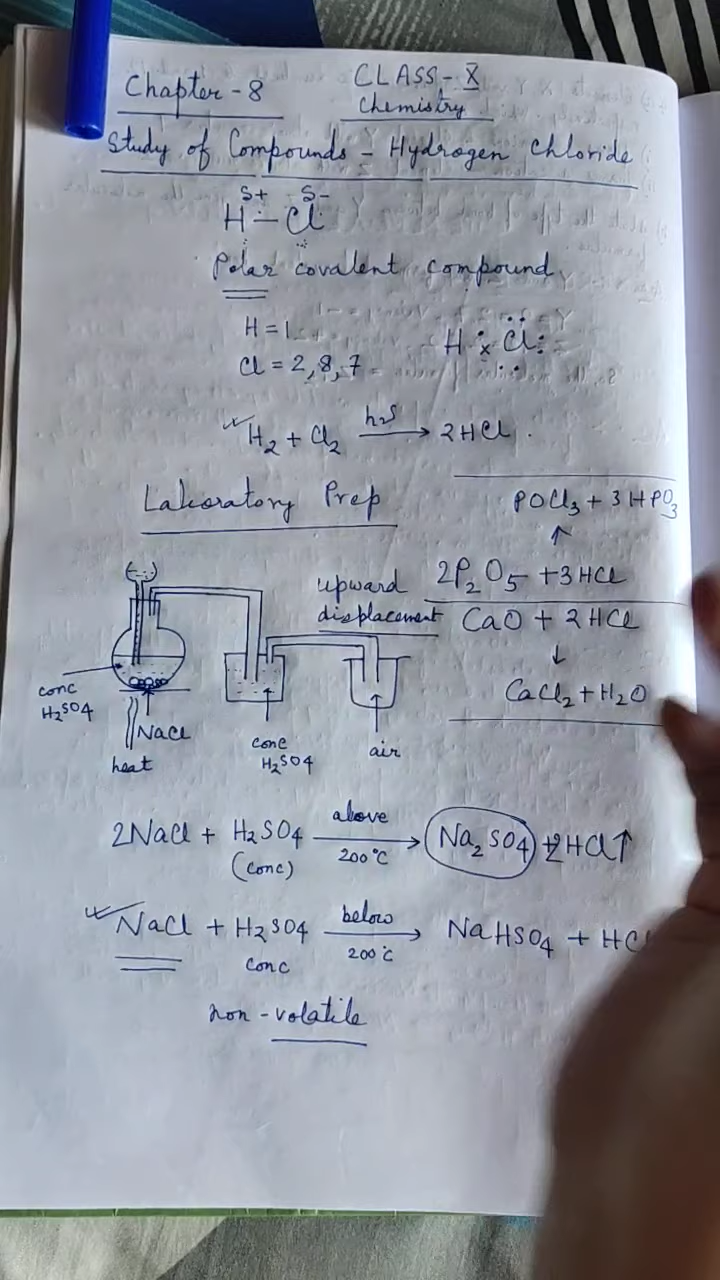 Chapter - 8
CLASS - X
Chemistry
Study of Compounds - Hydrogen Chloride
S+ S-
H - Cl
Polar covalent compound
H = 1
Cl = 2, 8, 7
H x Cl
H2 + Cl2 → 2HCl
Laboratory Prep
POCl3 + 3HPO3
↑
2P2O5 + 3HCl
upward
displacement
CaO + 2HCl
↓
CaCl2 + H2O
conc
H2SO4
NaCl
heat
conc
H2SO4
air
2NaCl + H2SO4 above 200°C → Na2SO4 + 2HCl↑
(conc)
NaCl + H2SO4 below 200°C → NaHSO4 + HC
conc
non - volatile